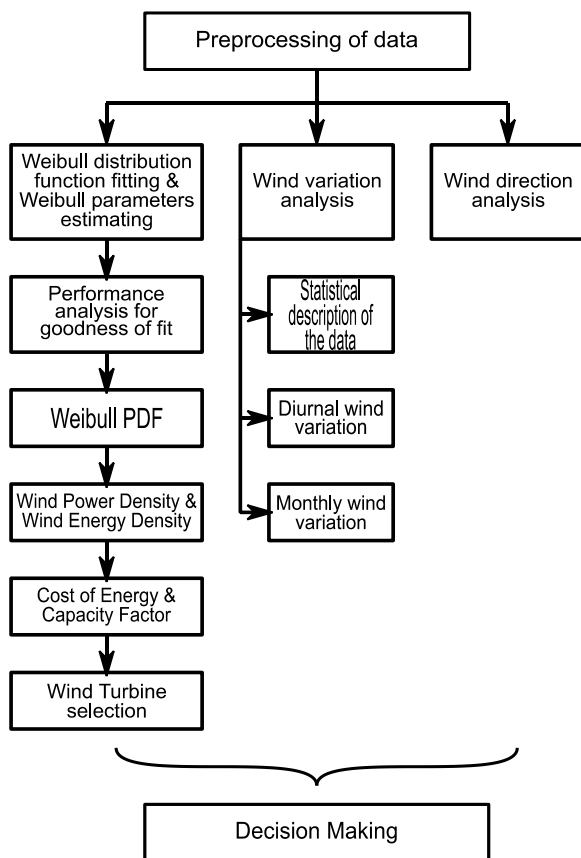 Preprocessing of data
Weibull distribution
function fitting &
Weibull parameters
estimating
Wind variation
analysis
Wind direction
analysis
Performance
analysis for
goodness of fit
Statistical
description of
the data
Weibull PDF
Diurnal wind
variation
Wind Power Density &
Wind Energy Density
Monthly wind
variation
Cost of Energy &
Capacity Factor
Wind Turbine
selection
Decision Making